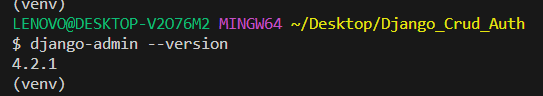 (venv)
LENOVO@DESKTOP-V2O76M2 MINGW64 ~/Desktop/Django_Crud_Auth
$ django-admin --version
4.2.1
(venv)